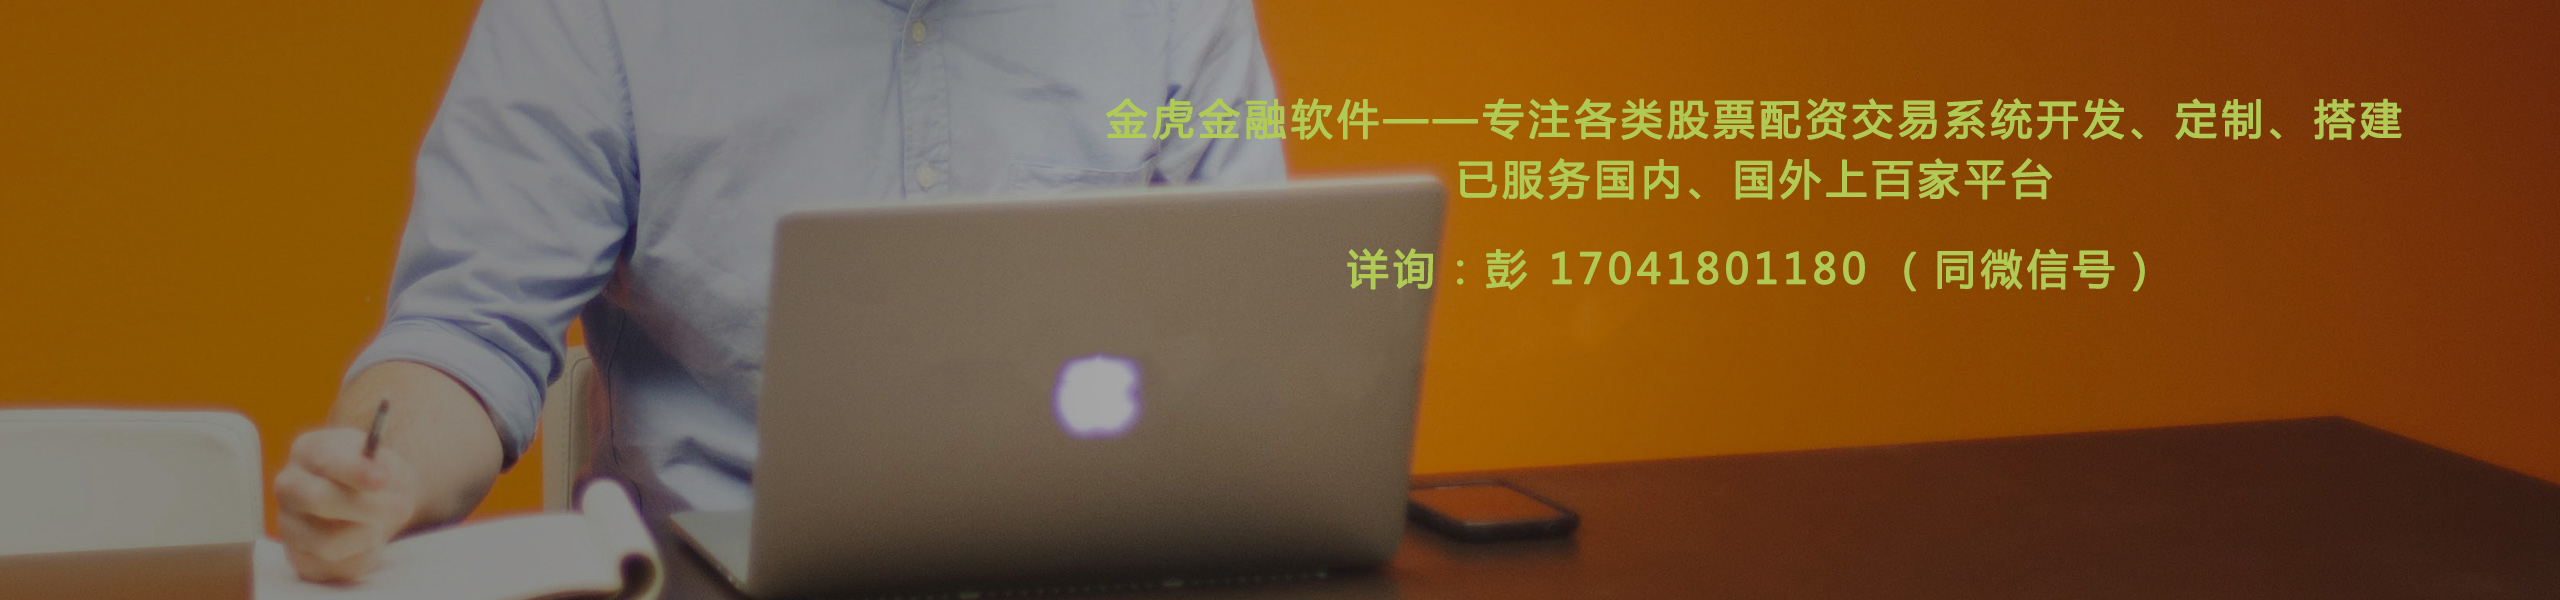 金虎金融软件——专注各类股票配资交易系统开发、定制、搭建
已服务国内、国外上百家平台
详询：彭 17041801180 （同微信号）